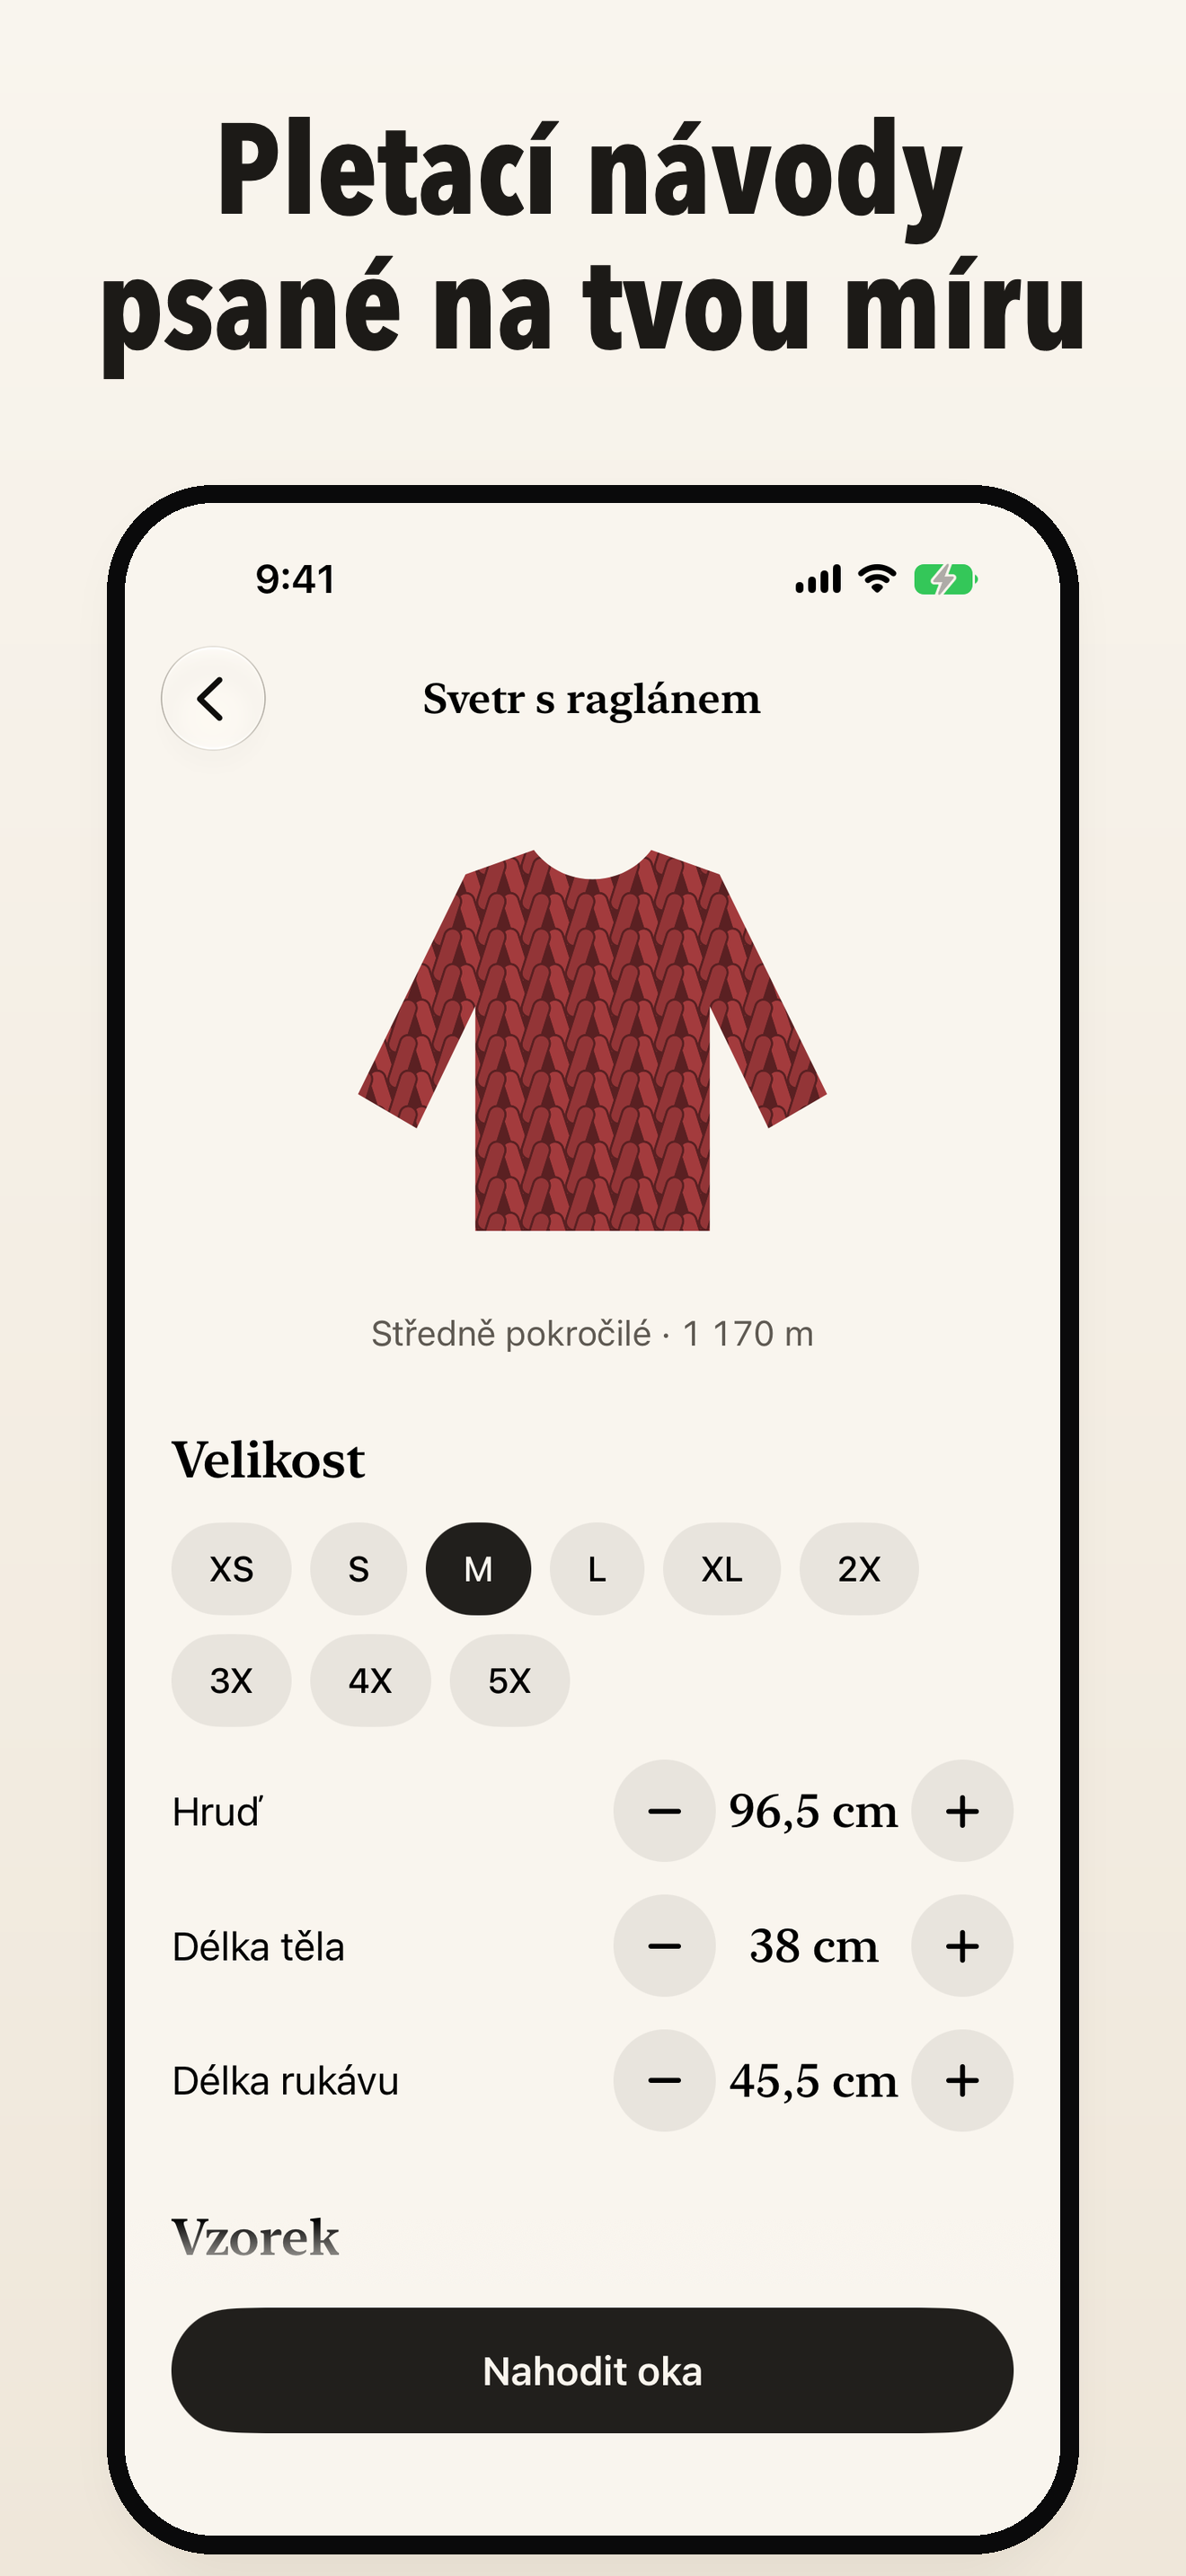 Pletací návody
psané na tvou míru
9:41
Svetr s raglánem
Středně pokročilé · 1 170 m
Velikost
XS S M L XL 2X
3X 4X 5X
Hruď − 96,5 cm +
Délka těla − 38 cm +
Délka rukávu − 45,5 cm +
Vzorek
Nahodit oka